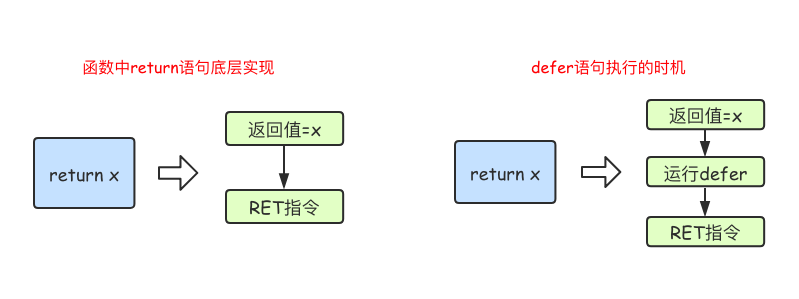 函数中return语句底层实现
return x
返回值=x
RET指令
defer语句执行的时机
return x
返回值=x
运行defer
RET指令